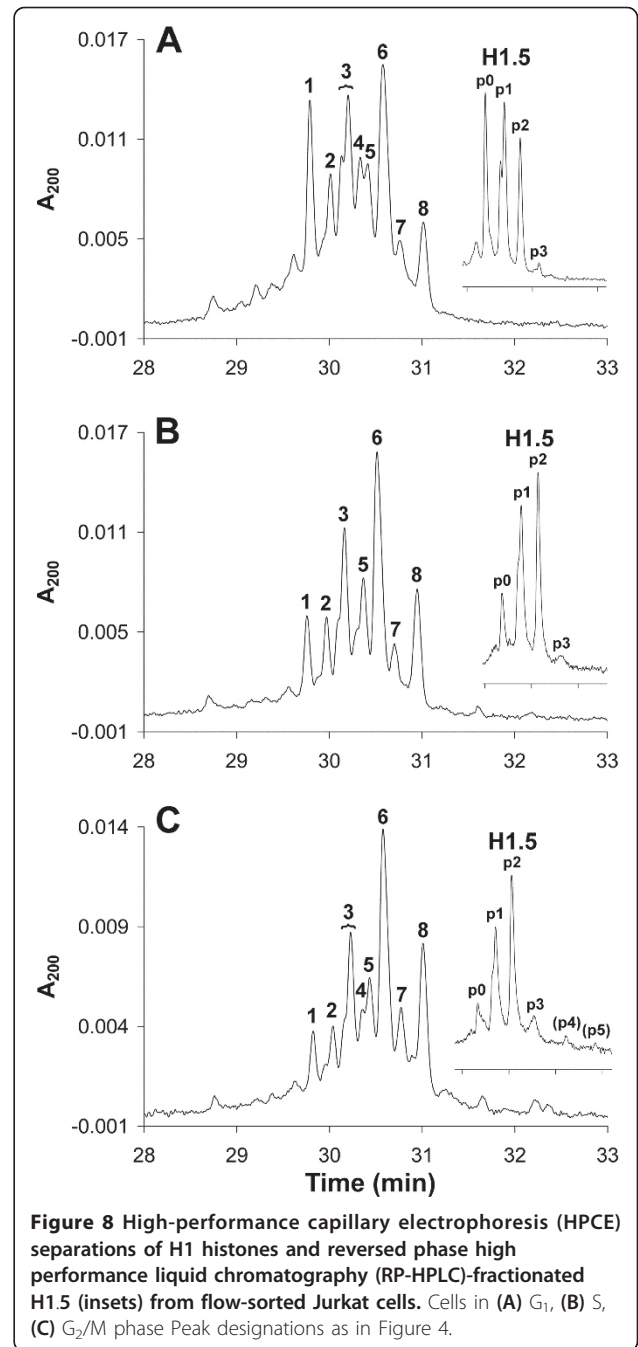 A
H1.5
p0 p1 p2 p3
0.017
0.011
0.005
-0.001
A200
1 2 3 4 5 6 7 8
28 29 30 31 32 33
B
H1.5
p0 p1 p2 p3
0.017
0.011
0.005
-0.001
A200
1 2 3 5 6 7 8
28 29 30 31 32 33
C
H1.5
p0 p1 p2 p3 (p4) (p5)
0.014
0.009
0.004
-0.001
A200
1 2 3 4 5 6 7 8
28 29 30 31 32 33
Time (min)
Figure 8 High-performance capillary electrophoresis (HPCE)
separations of H1 histones and reversed phase high
performance liquid chromatography (RP-HPLC)-fractionated
H1.5 (insets) from flow-sorted Jurkat cells. Cells in (A) G1, (B) S,
(C) G2/M phase Peak designations as in Figure 4.